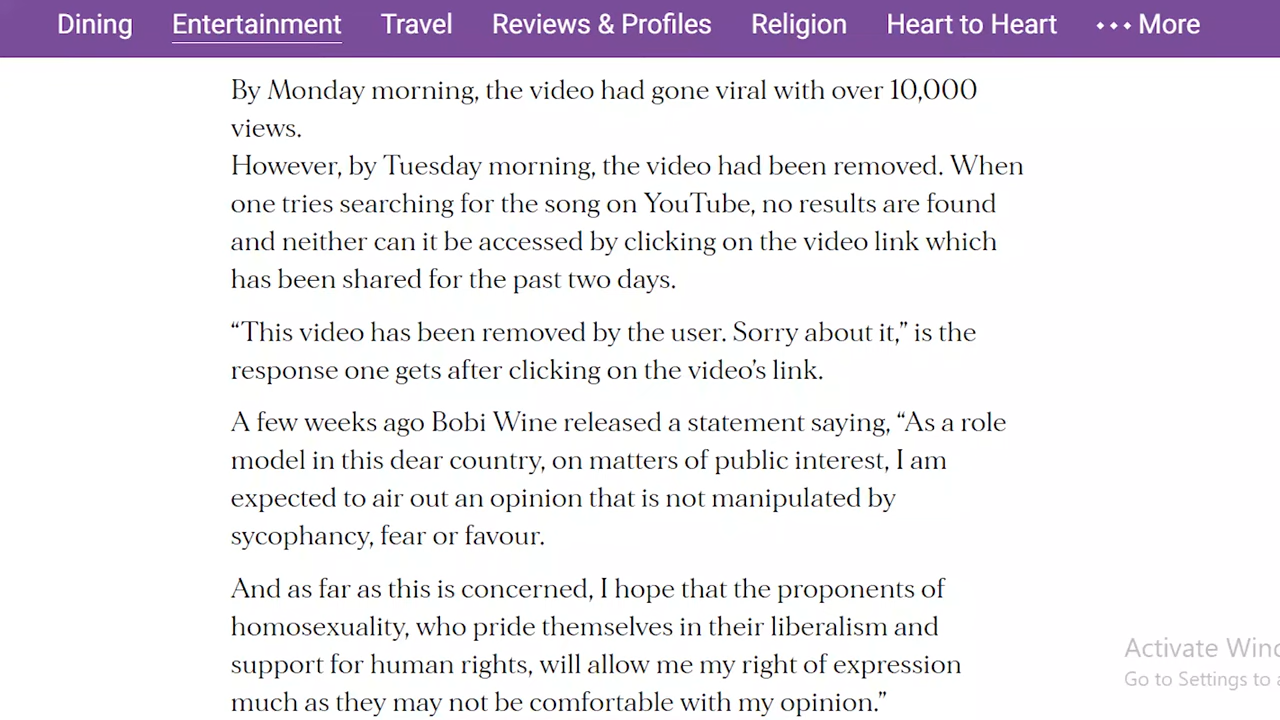 Dining Entertainment Travel Reviews & Profiles Religion Heart to Heart ••• More
By Monday morning, the video had gone viral with over 10,000
views.
However, by Tuesday morning, the video had been removed. When
one tries searching for the song on YouTube, no results are found
and neither can it be accessed by clicking on the video link which
has been shared for the past two days.
“This video has been removed by the user. Sorry about it,” is the
response one gets after clicking on the video’s link.
A few weeks ago Bobi Wine released a statement saying, “As a role
model in this dear country, on matters of public interest, I am
expected to air out an opinion that is not manipulated by
sycophancy, fear or favour.
And as far as this is concerned, I hope that the proponents of
homosexuality, who pride themselves in their liberalism and
support for human rights, will allow me my right of expression
much as they may not be comfortable with my opinion.”
Activate Wind
Go to Settings to a